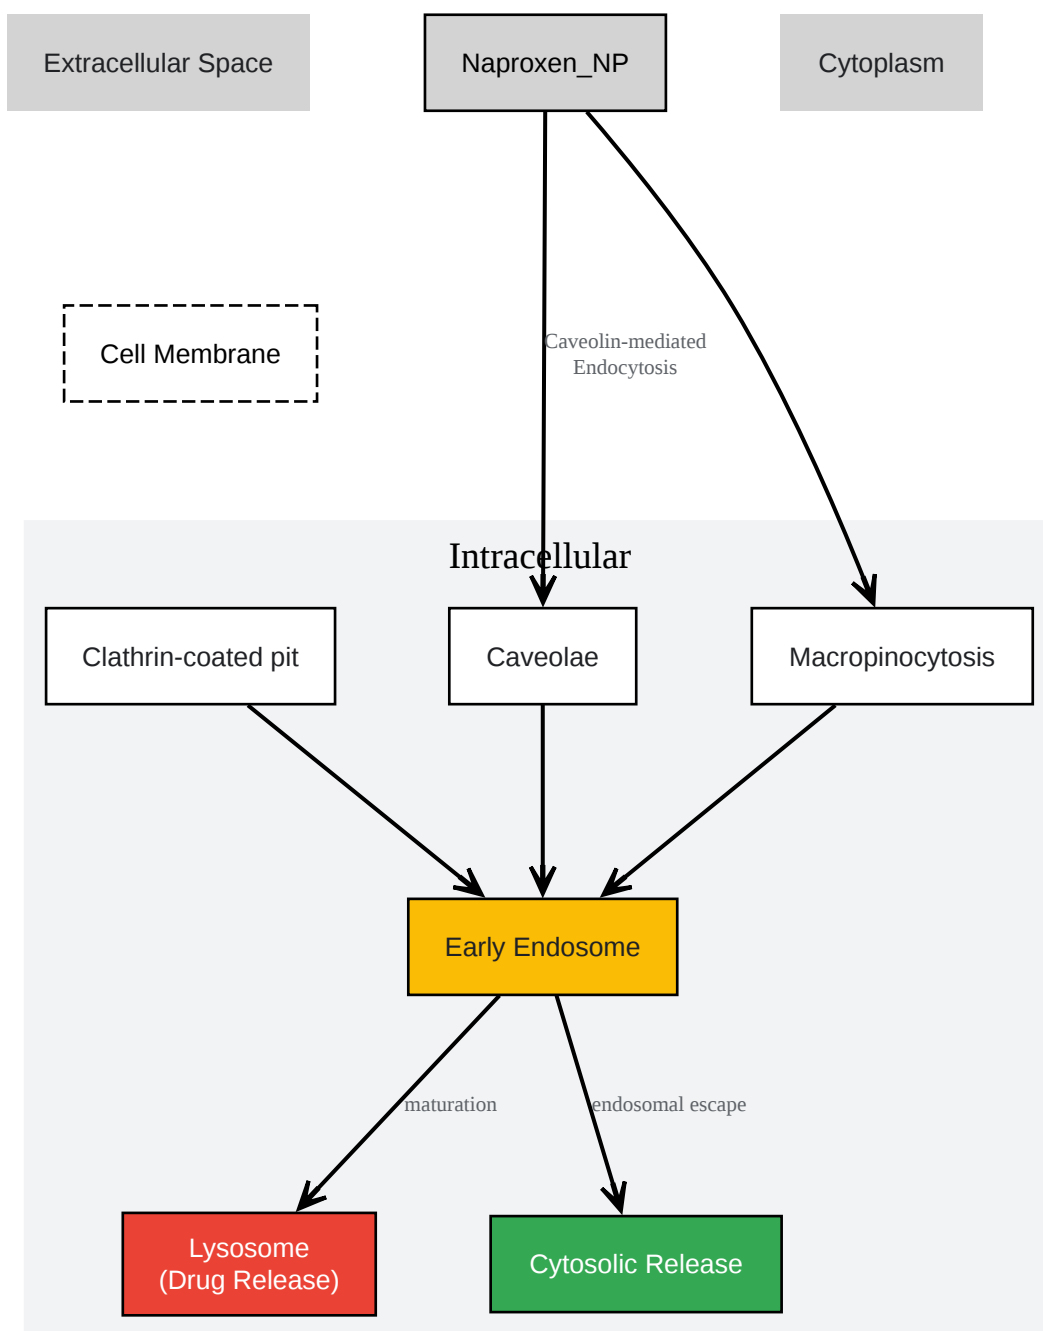 Extracellular Space
Naproxen_NP
Cytoplasm
Caveolin-mediated
Endocytosis
Cell Membrane
Intracellular
Clathrin-coated pit
Caveolae
Macropinocytosis
Early Endosome
maturation
endosomal escape
Lysosome
(Drug Release)
Cytosolic Release